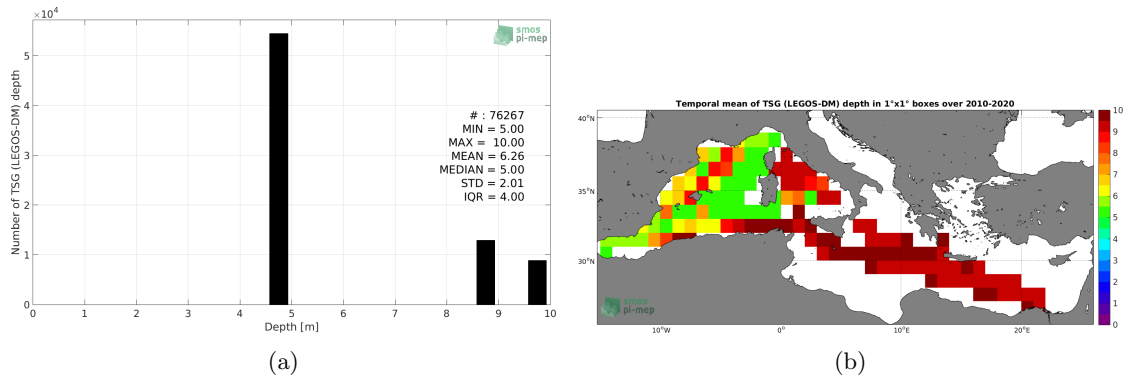 ×10⁴
5
4
3
2
1
0
Number of TSG (LEGOS-DM) depth
smos
pi-mep
# : 76267
MIN = 5.00
MAX = 10.00
MEAN = 6.26
MEDIAN = 5.00
STD = 2.01
IQR = 4.00
0 1 2 3 4 5 6 7 8 9 10
Depth [m]
(a)
Temporal mean of TSG (LEGOS-DM) depth in 1°x1° boxes over 2010-2020
40°N
35°N
30°N
smos
pi-mep
10°W 0° 10°E 20°E
10
9
8
7
6
5
4
3
2
1
0
(b)